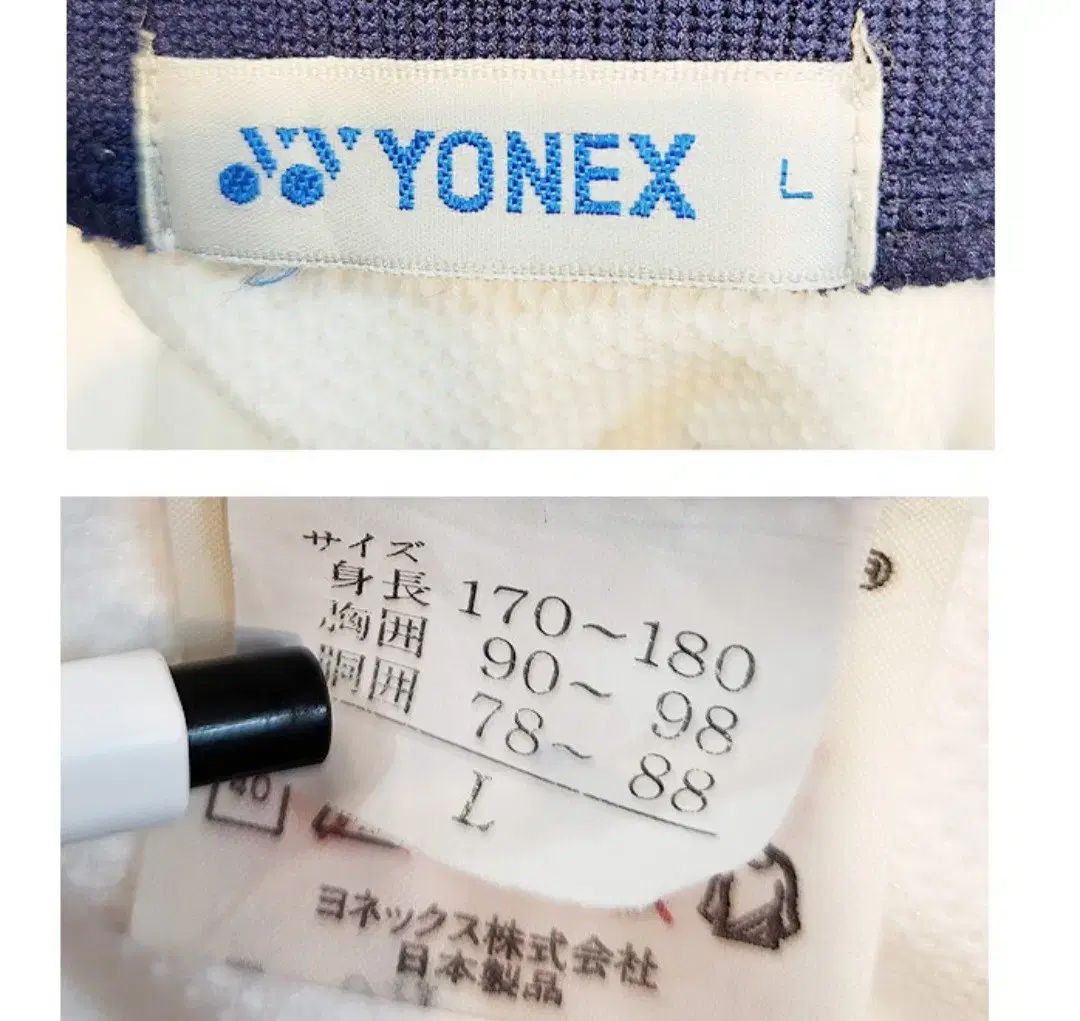 YONEX L
サイズ
身長 170~180
胸囲 90~ 98
胴囲 78~ 88
L
40
ヨネックス株式会社
日本製品